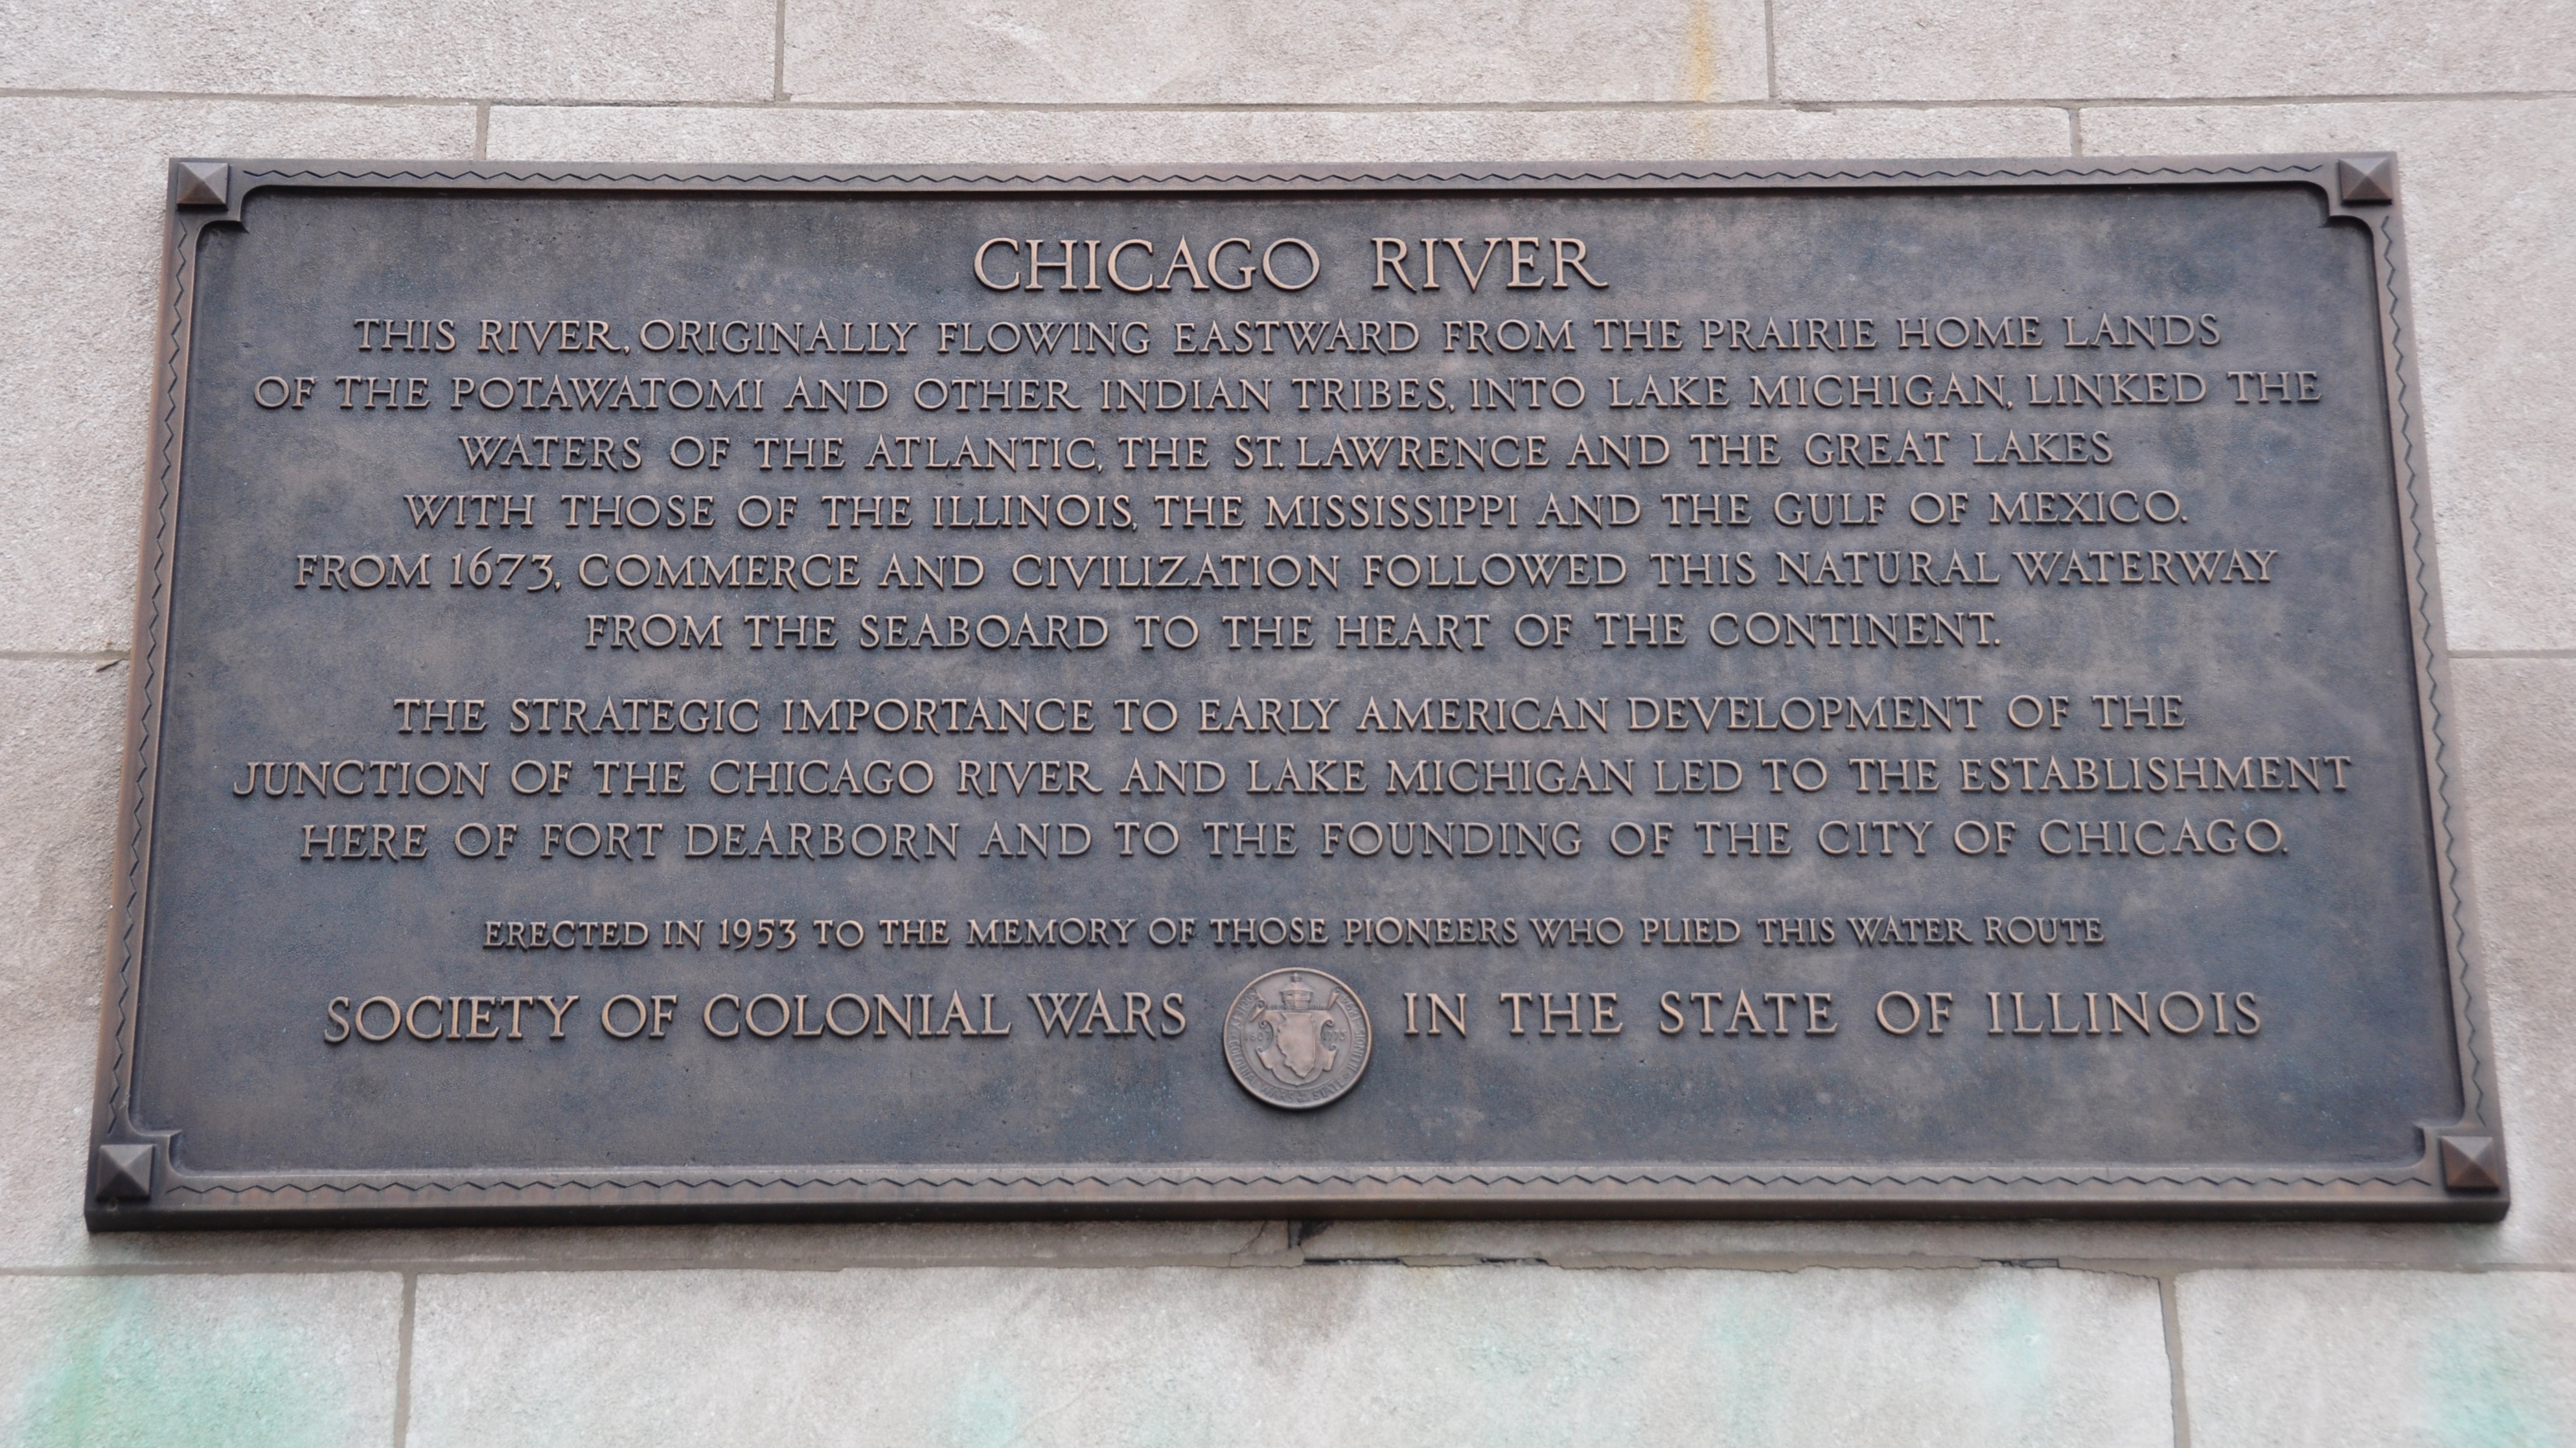 CHICAGO RIVER
THIS RIVER, ORIGINALLY FLOWING EASTWARD FROM THE PRAIRIE HOME LANDS
OF THE POTAWATOMI AND OTHER INDIAN TRIBES, INTO LAKE MICHIGAN, LINKED THE
WATERS OF THE ATLANTIC, THE ST. LAWRENCE AND THE GREAT LAKES
WITH THOSE OF THE ILLINOIS, THE MISSISSIPPI AND THE GULF OF MEXICO.
FROM 1673, COMMERCE AND CIVILIZATION FOLLOWED THIS NATURAL WATERWAY
FROM THE SEABOARD TO THE HEART OF THE CONTINENT.
THE STRATEGIC IMPORTANCE TO EARLY AMERICAN DEVELOPMENT OF THE
JUNCTION OF THE CHICAGO RIVER AND LAKE MICHIGAN LED TO THE ESTABLISHMENT
HERE OF FORT DEARBORN AND TO THE FOUNDING OF THE CITY OF CHICAGO.
ERECTED IN 1953 TO THE MEMORY OF THOSE PIONEERS WHO PLIED THIS WATER ROUTE
SOCIETY OF COLONIAL WARS IN THE STATE OF ILLINOIS